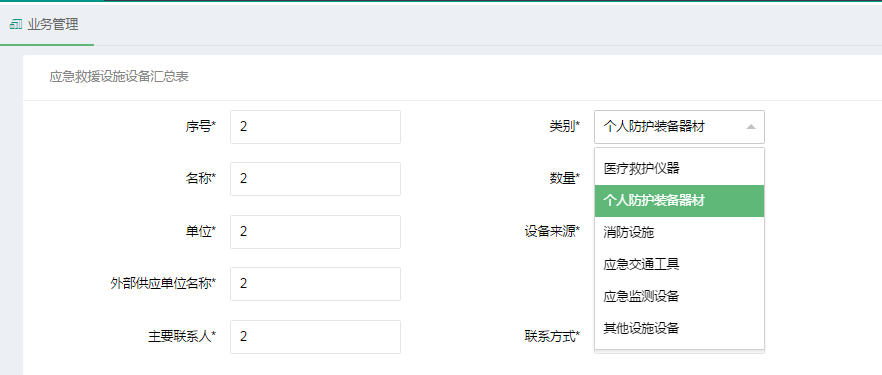 业务管理
应急救援设施设备汇总表
序号* 2 类别* 个人防护装备器材
医疗救护仪器
名称* 2 数量*
个人防护装备器材
单位* 2 设备来源* 消防设施
应急交通工具
外部供应单位名称* 2
应急监测设备
主要联系人* 2 联系方式* 其他设施设备